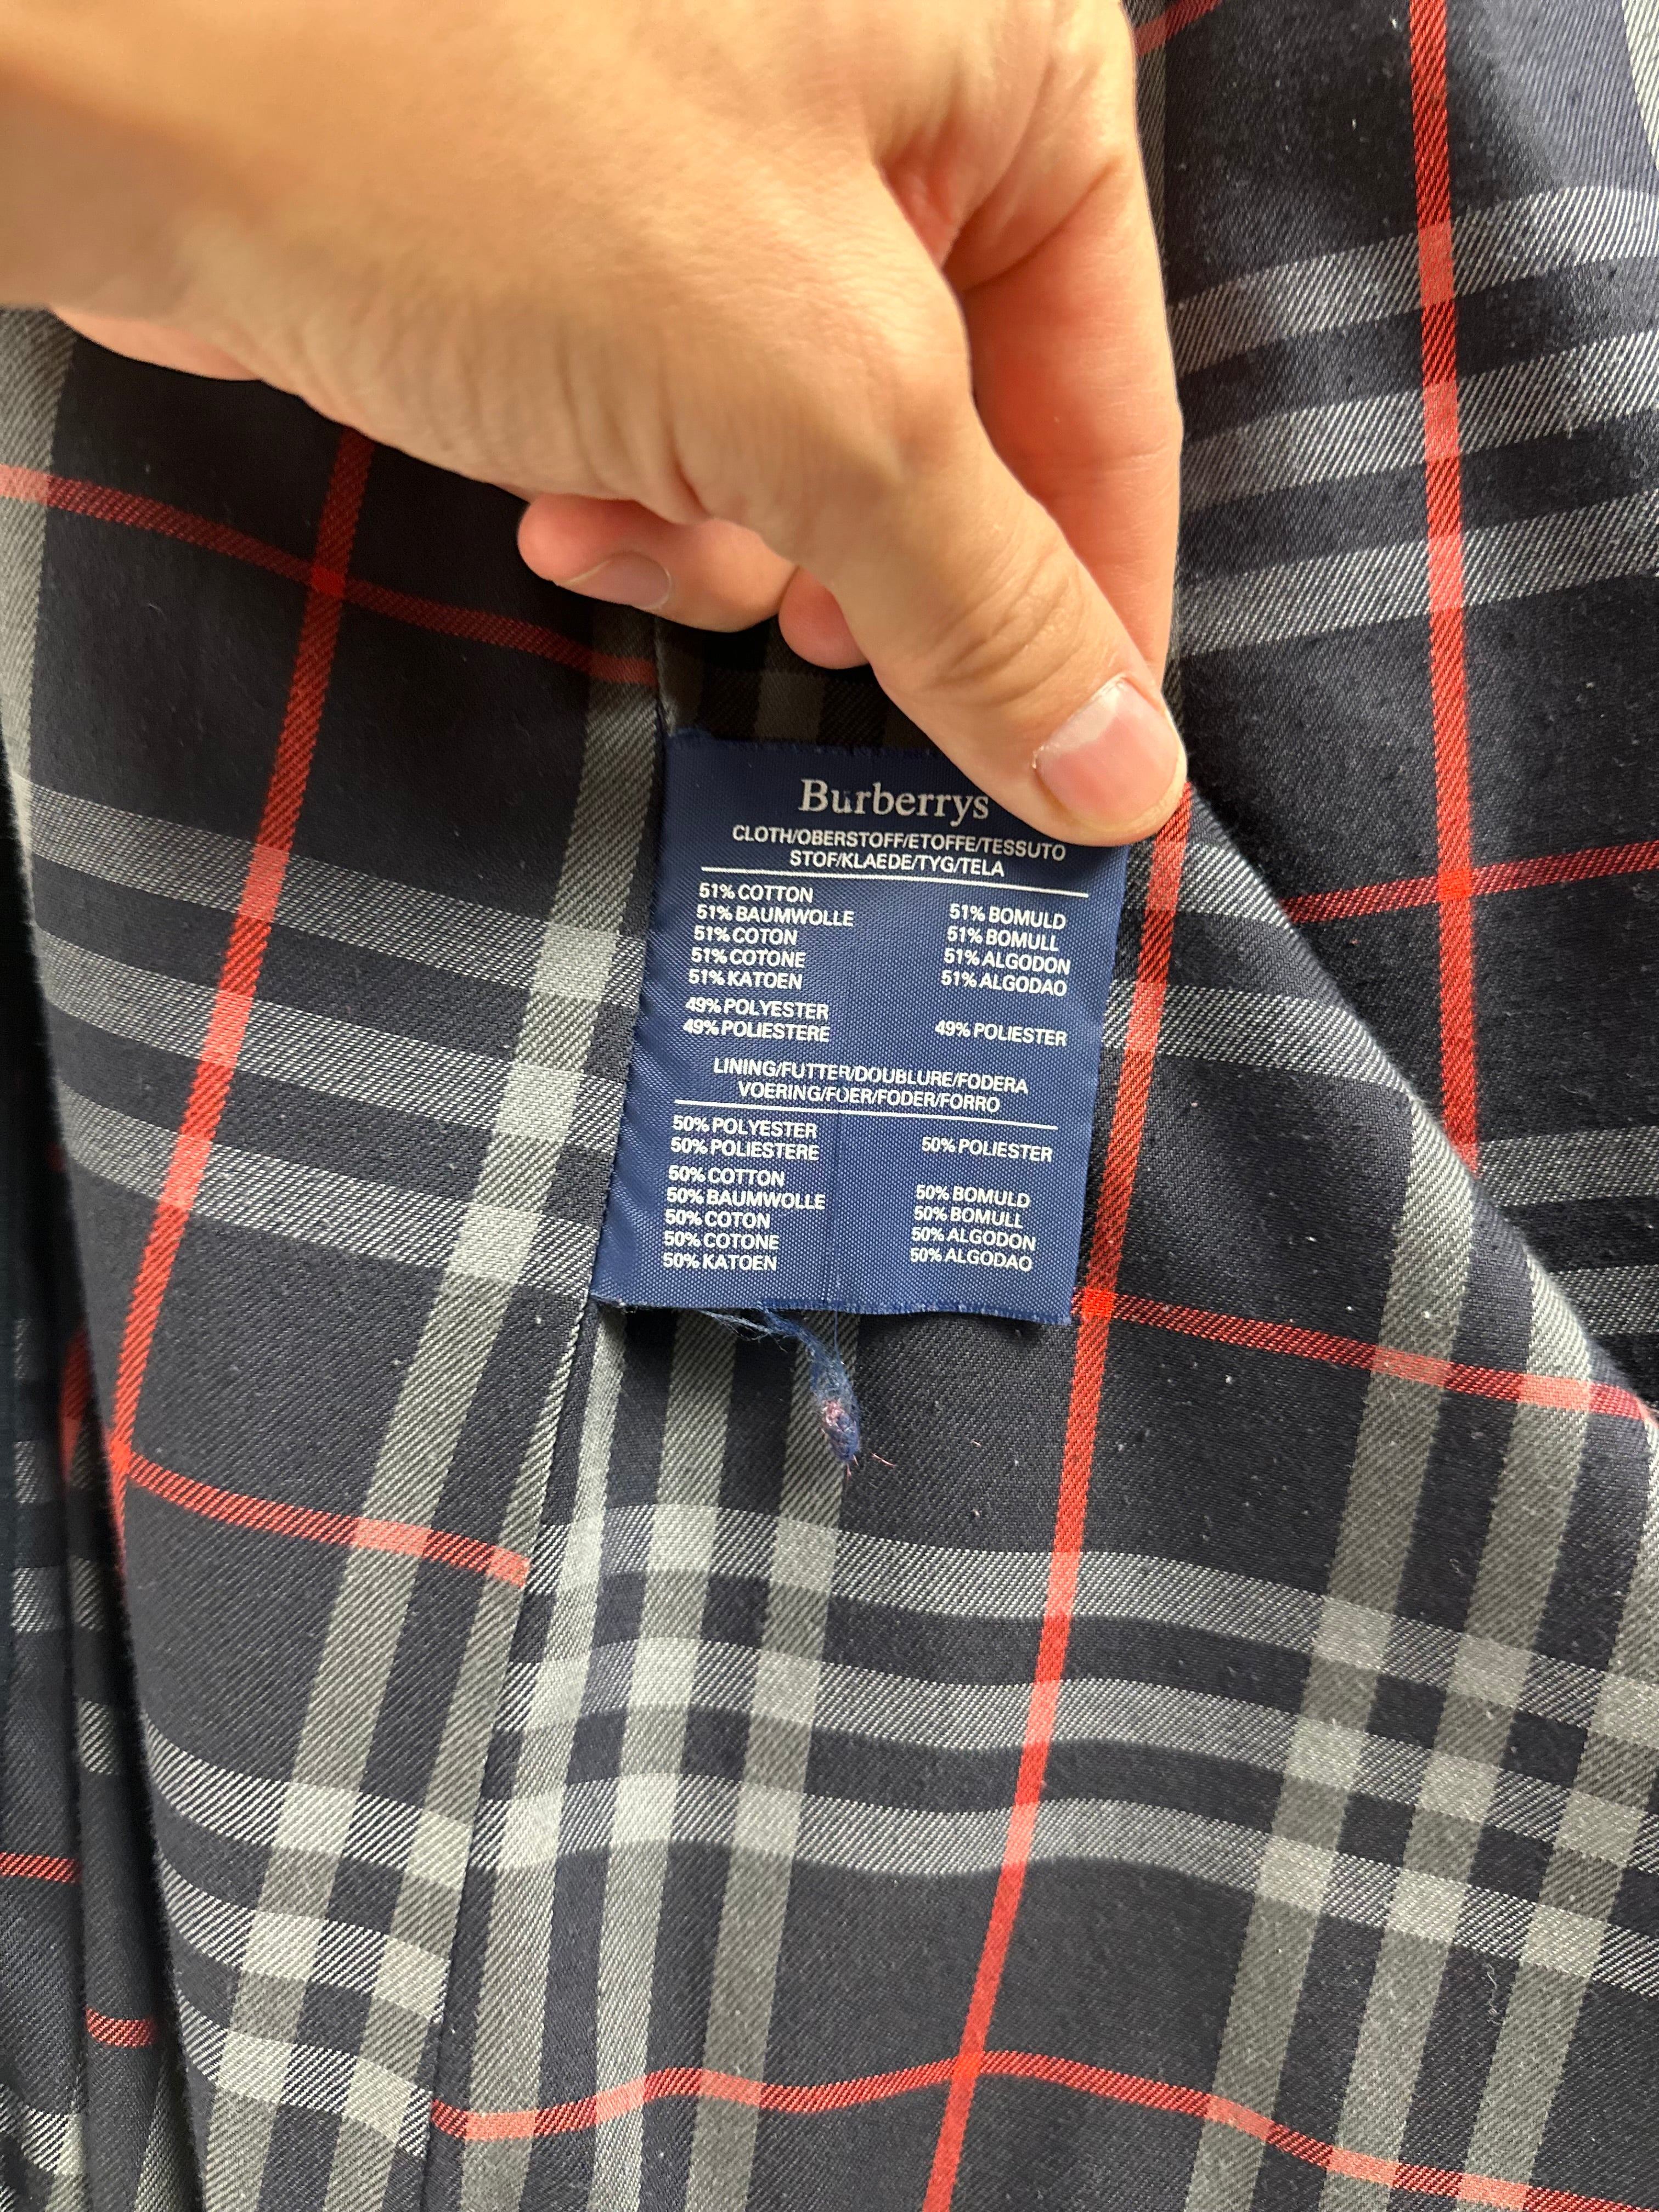 Burberrys
CLOTH/OBERSTOFF/ETOFFE/TESSUTO
STOF/KLAEDE/TYG/TELA
51% COTTON
51% BAUMWOLLE 51% BOMULD
51% COTON 51% BOMULL
51% COTONE 51% ALGODON
51% KATOEN 51% ALGODAO
49% POLYESTER
49% POLIESTERE 49% POLIESTER
LINING/FUTTER/DOUBLURE/FODERA
VOERING/FOER/FODER/FORRO
50% POLYESTER
50% POLIESTERE 50% POLIESTER
50% COTTON
50% BAUMWOLLE 50% BOMULD
50% COTON 50% BOMULL
50% COTONE 50% ALGODON
50% KATOEN 50% ALGODAO